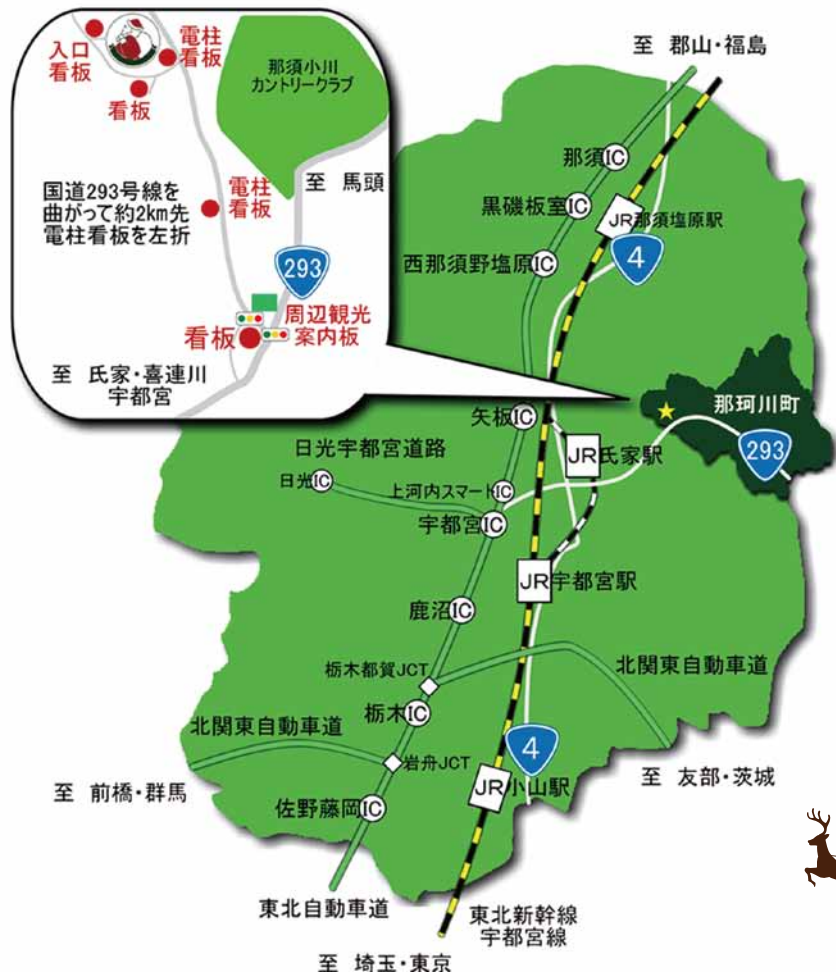 入口
看板
電柱
看板
看板
那須小川
カントリークラブ
国道293号線を
曲がって約2km先
電柱看板を左折
電柱
看板
至 馬頭
293
周辺観光
案内板
看板
至 氏家・喜連川
宇都宮
至 郡山・福島
那須IC
黒磯板室IC
JR那須塩原駅
西那須野塩原IC
4
那珂川町
293
矢板IC
日光宇都宮道路
JR氏家駅
日光IC
上河内スマートIC
宇都宮IC
JR宇都宮駅
鹿沼IC
栃木都賀JCT
北関東自動車道
栃木IC
北関東自動車道
4
岩舟JCT
至 友部・茨城
至 前橋・群馬
JR小山駅
佐野藤岡IC
東北自動車道
東北新幹線
宇都宮線
至 埼玉・東京